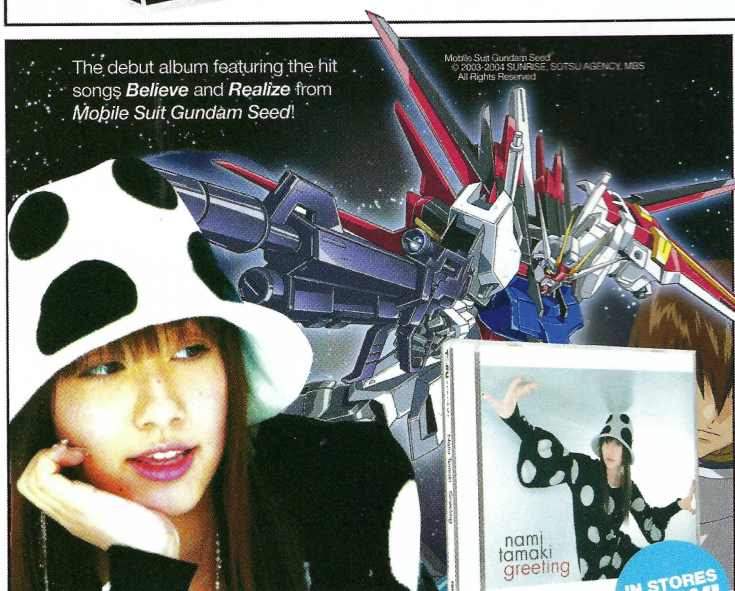 The debut album featuring the hit
songs Believe and Realize from
Mobile Suit Gundam Seed!
Mobile Suit Gundam Seed
© 2003-2004 SUNRISE, SOTSU AGENCY, MBS
All Rights Reserved
nami
tamaki
greeting
IN STORES